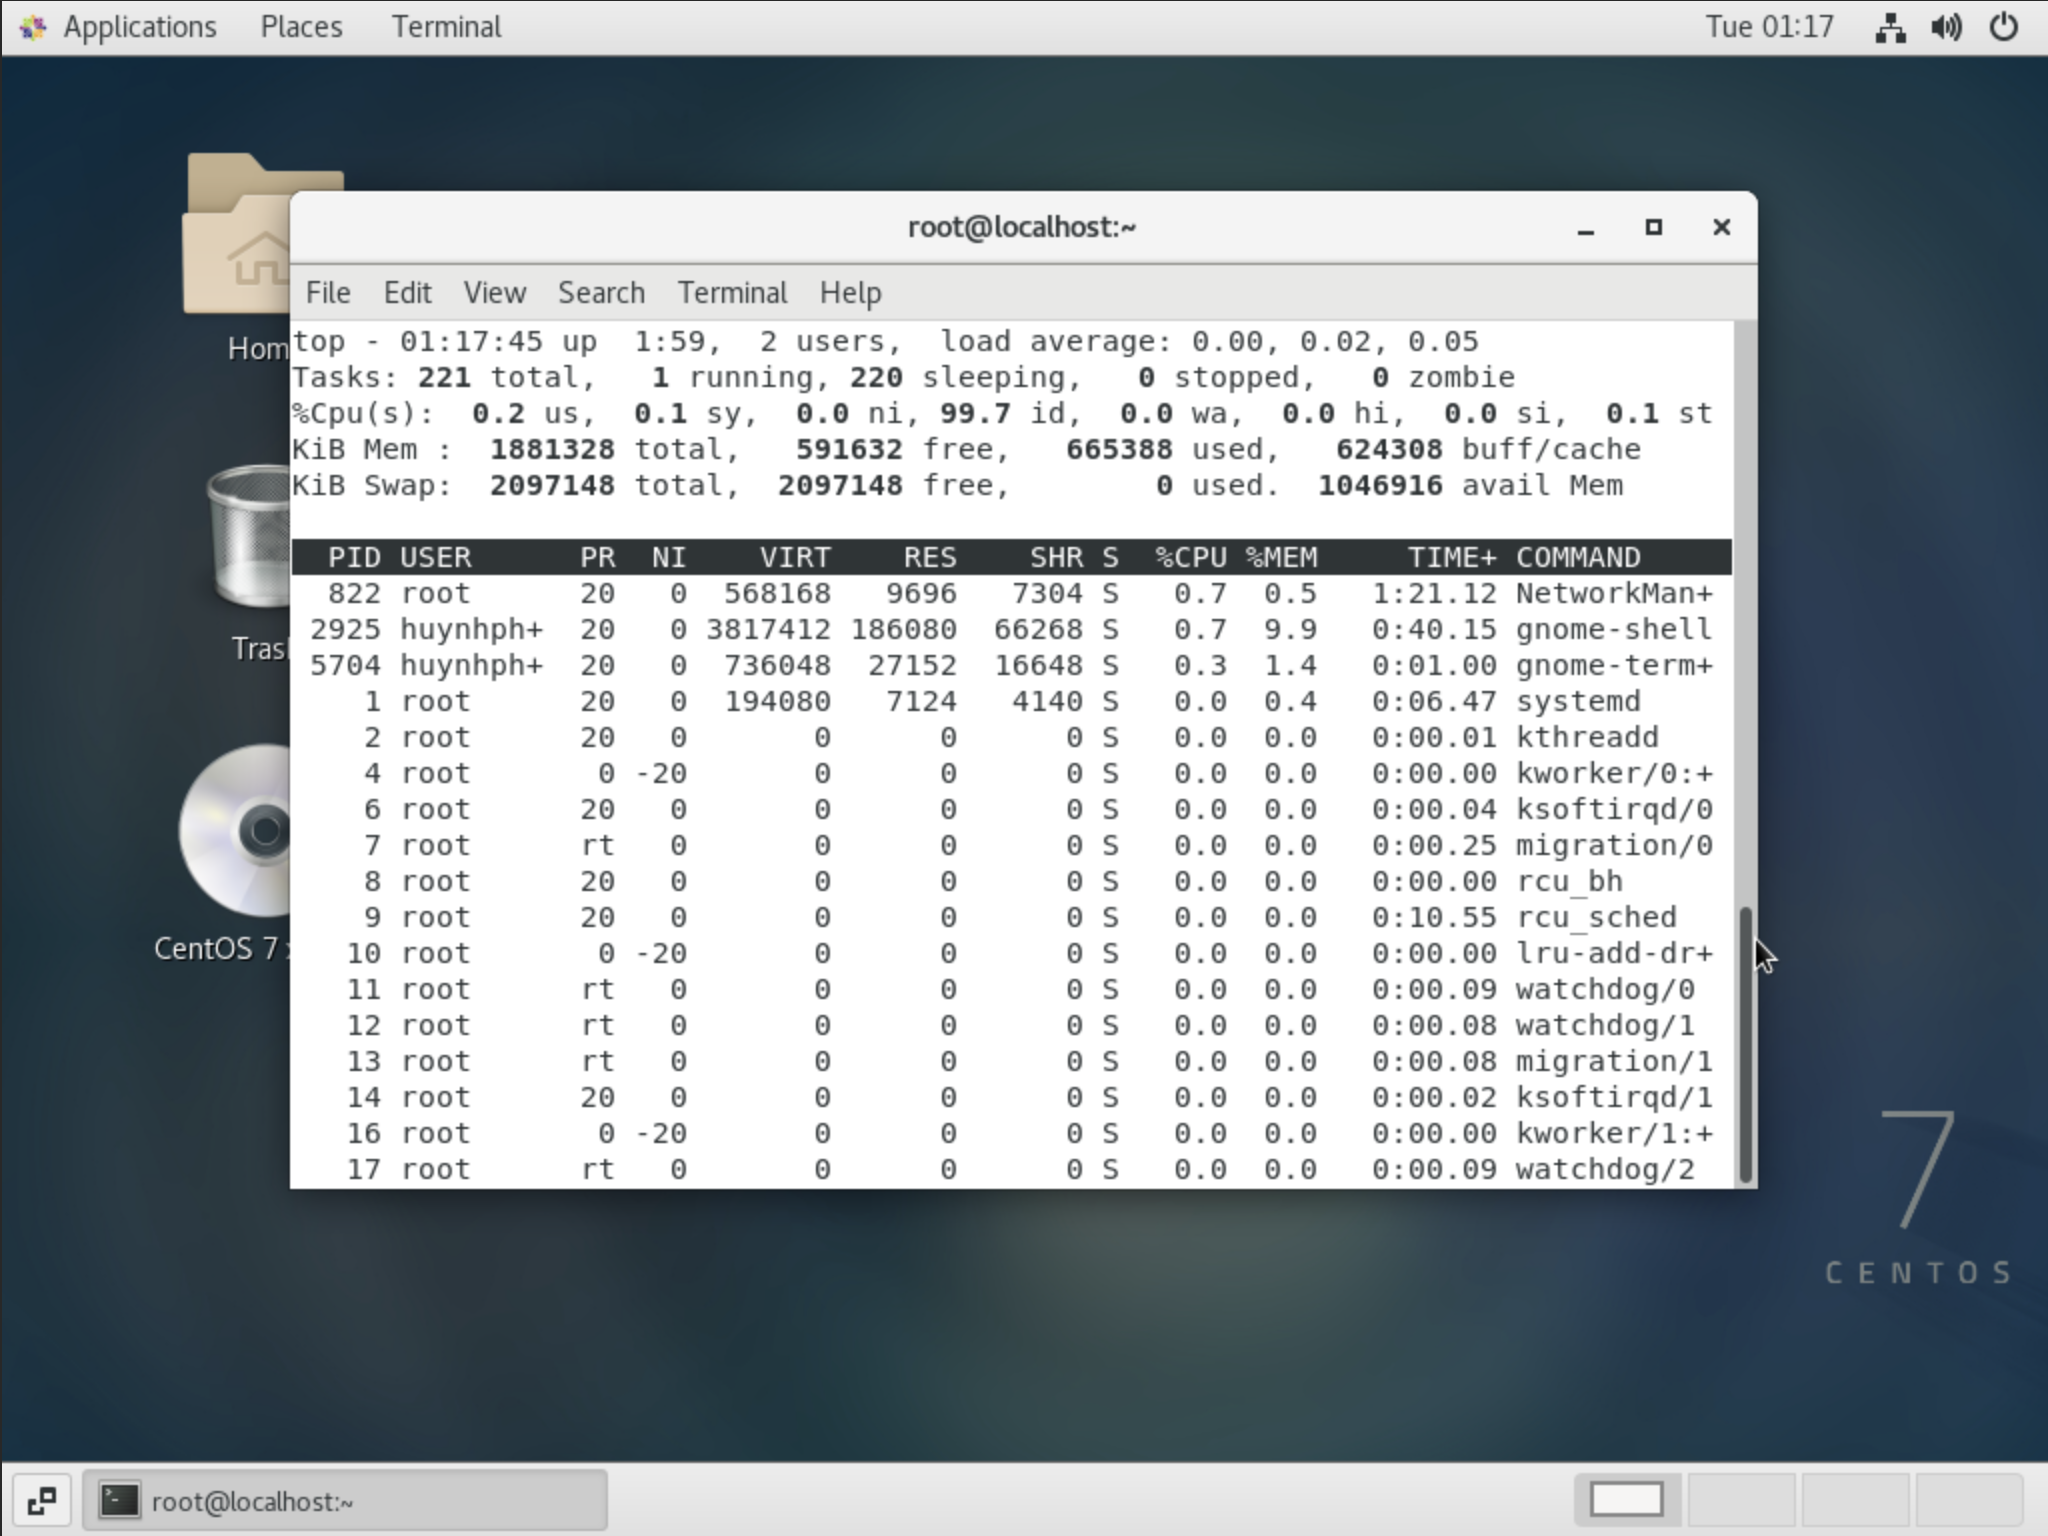 Applications Places Terminal Tue 01:17
root@localhost:~
File Edit View Search Terminal Help
top - 01:17:45 up  1:59,  2 users,  load average: 0.00, 0.02, 0.05
Tasks: 221 total,   1 running, 220 sleeping,   0 stopped,   0 zombie
%Cpu(s):  0.2 us,  0.1 sy,  0.0 ni, 99.7 id,  0.0 wa,  0.0 hi,  0.0 si,  0.1 st
KiB Mem :  1881328 total,   591632 free,   665388 used,   624308 buff/cache
KiB Swap:  2097148 total,  2097148 free,        0 used.  1046916 avail Mem
PID USER PR NI VIRT RES SHR S %CPU %MEM TIME+ COMMAND
822 root 20 0 568168 9696 7304 S 0.7 0.5 1:21.12 NetworkMan+
2925 huynhph+ 20 0 3817412 186080 66268 S 0.7 9.9 0:40.15 gnome-shell
5704 huynhph+ 20 0 736048 27152 16648 S 0.3 1.4 0:01.00 gnome-term+
1 root 20 0 194080 7124 4140 S 0.0 0.4 0:06.47 systemd
2 root 20 0 0 0 0 S 0.0 0.0 0:00.01 kthreadd
4 root 0 -20 0 0 0 S 0.0 0.0 0:00.00 kworker/0:+
6 root 20 0 0 0 0 S 0.0 0.0 0:00.04 ksoftirqd/0
7 root rt 0 0 0 0 S 0.0 0.0 0:00.25 migration/0
8 root 20 0 0 0 0 S 0.0 0.0 0:00.00 rcu_bh
9 root 20 0 0 0 0 S 0.0 0.0 0:10.55 rcu_sched
10 root 0 -20 0 0 0 S 0.0 0.0 0:00.00 lru-add-dr+
11 root rt 0 0 0 0 S 0.0 0.0 0:00.09 watchdog/0
12 root rt 0 0 0 0 S 0.0 0.0 0:00.08 watchdog/1
13 root rt 0 0 0 0 S 0.0 0.0 0:00.08 migration/1
14 root 20 0 0 0 0 S 0.0 0.0 0:00.02 ksoftirqd/1
16 root 0 -20 0 0 0 S 0.0 0.0 0:00.00 kworker/1:+
17 root rt 0 0 0 0 S 0.0 0.0 0:00.09 watchdog/2
Hom
Tras
CentOS 7
7
CENTOS
root@localhost:~